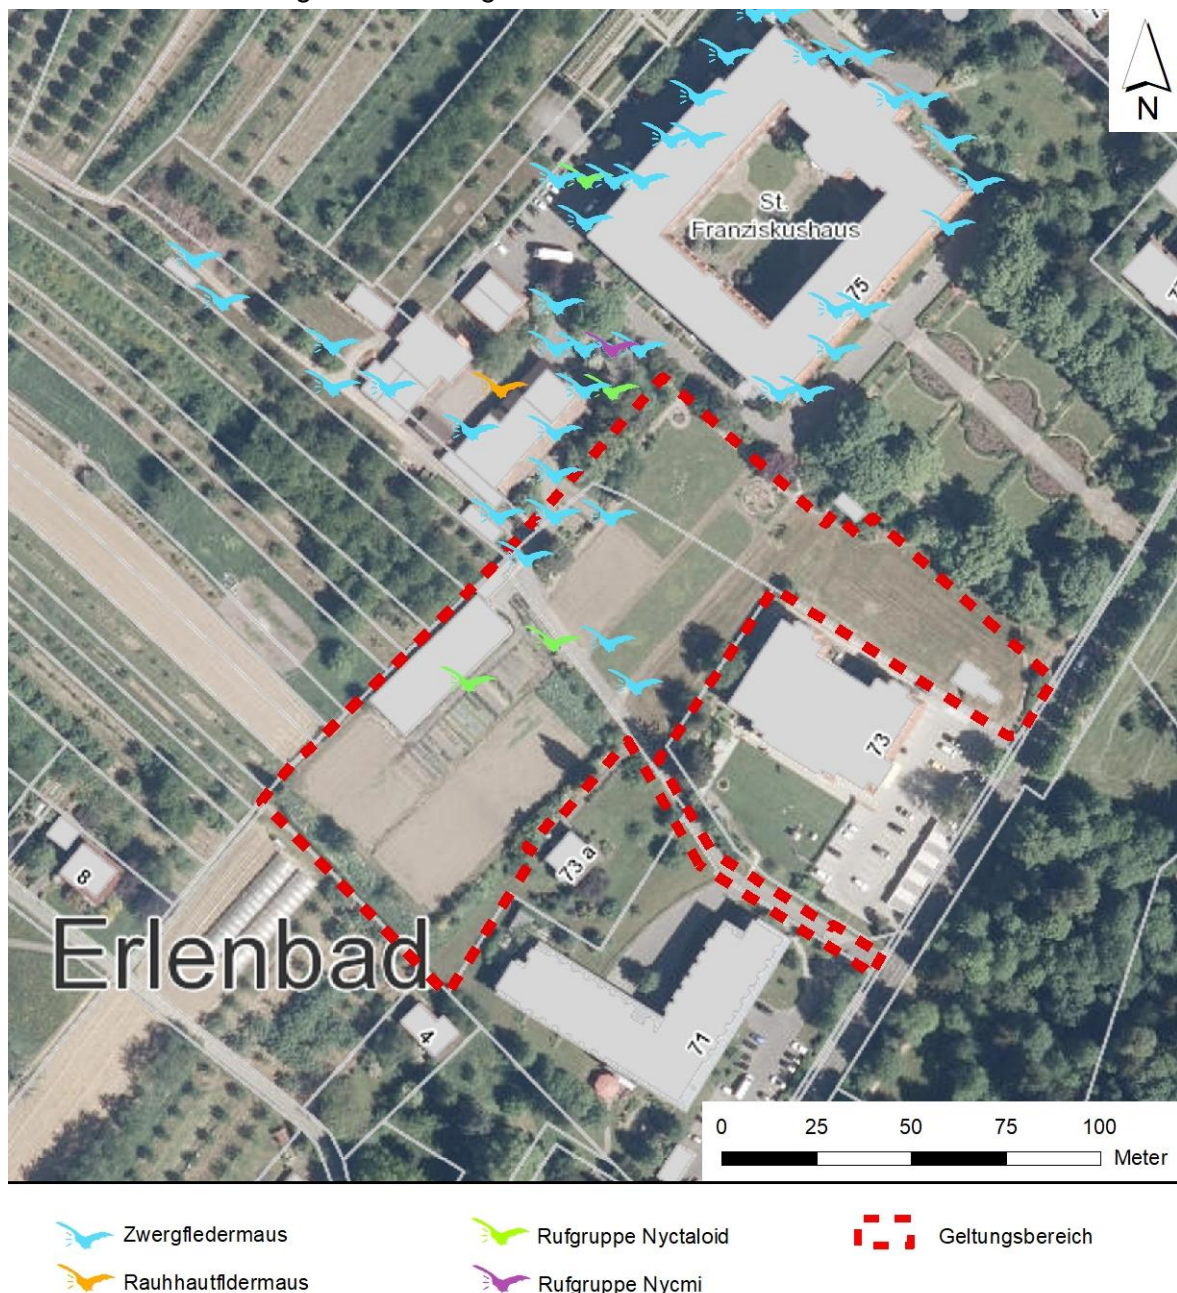 N
St.
Franziskushaus
75
73
73 a
8
Erlenbad
4
71
0 25 50 75 100
Meter
Zwergfledermaus
Rufgruppe Nyctaloid
Geltungsbereich
Rauhhautfldermaus
Rufgruppe Nycmi